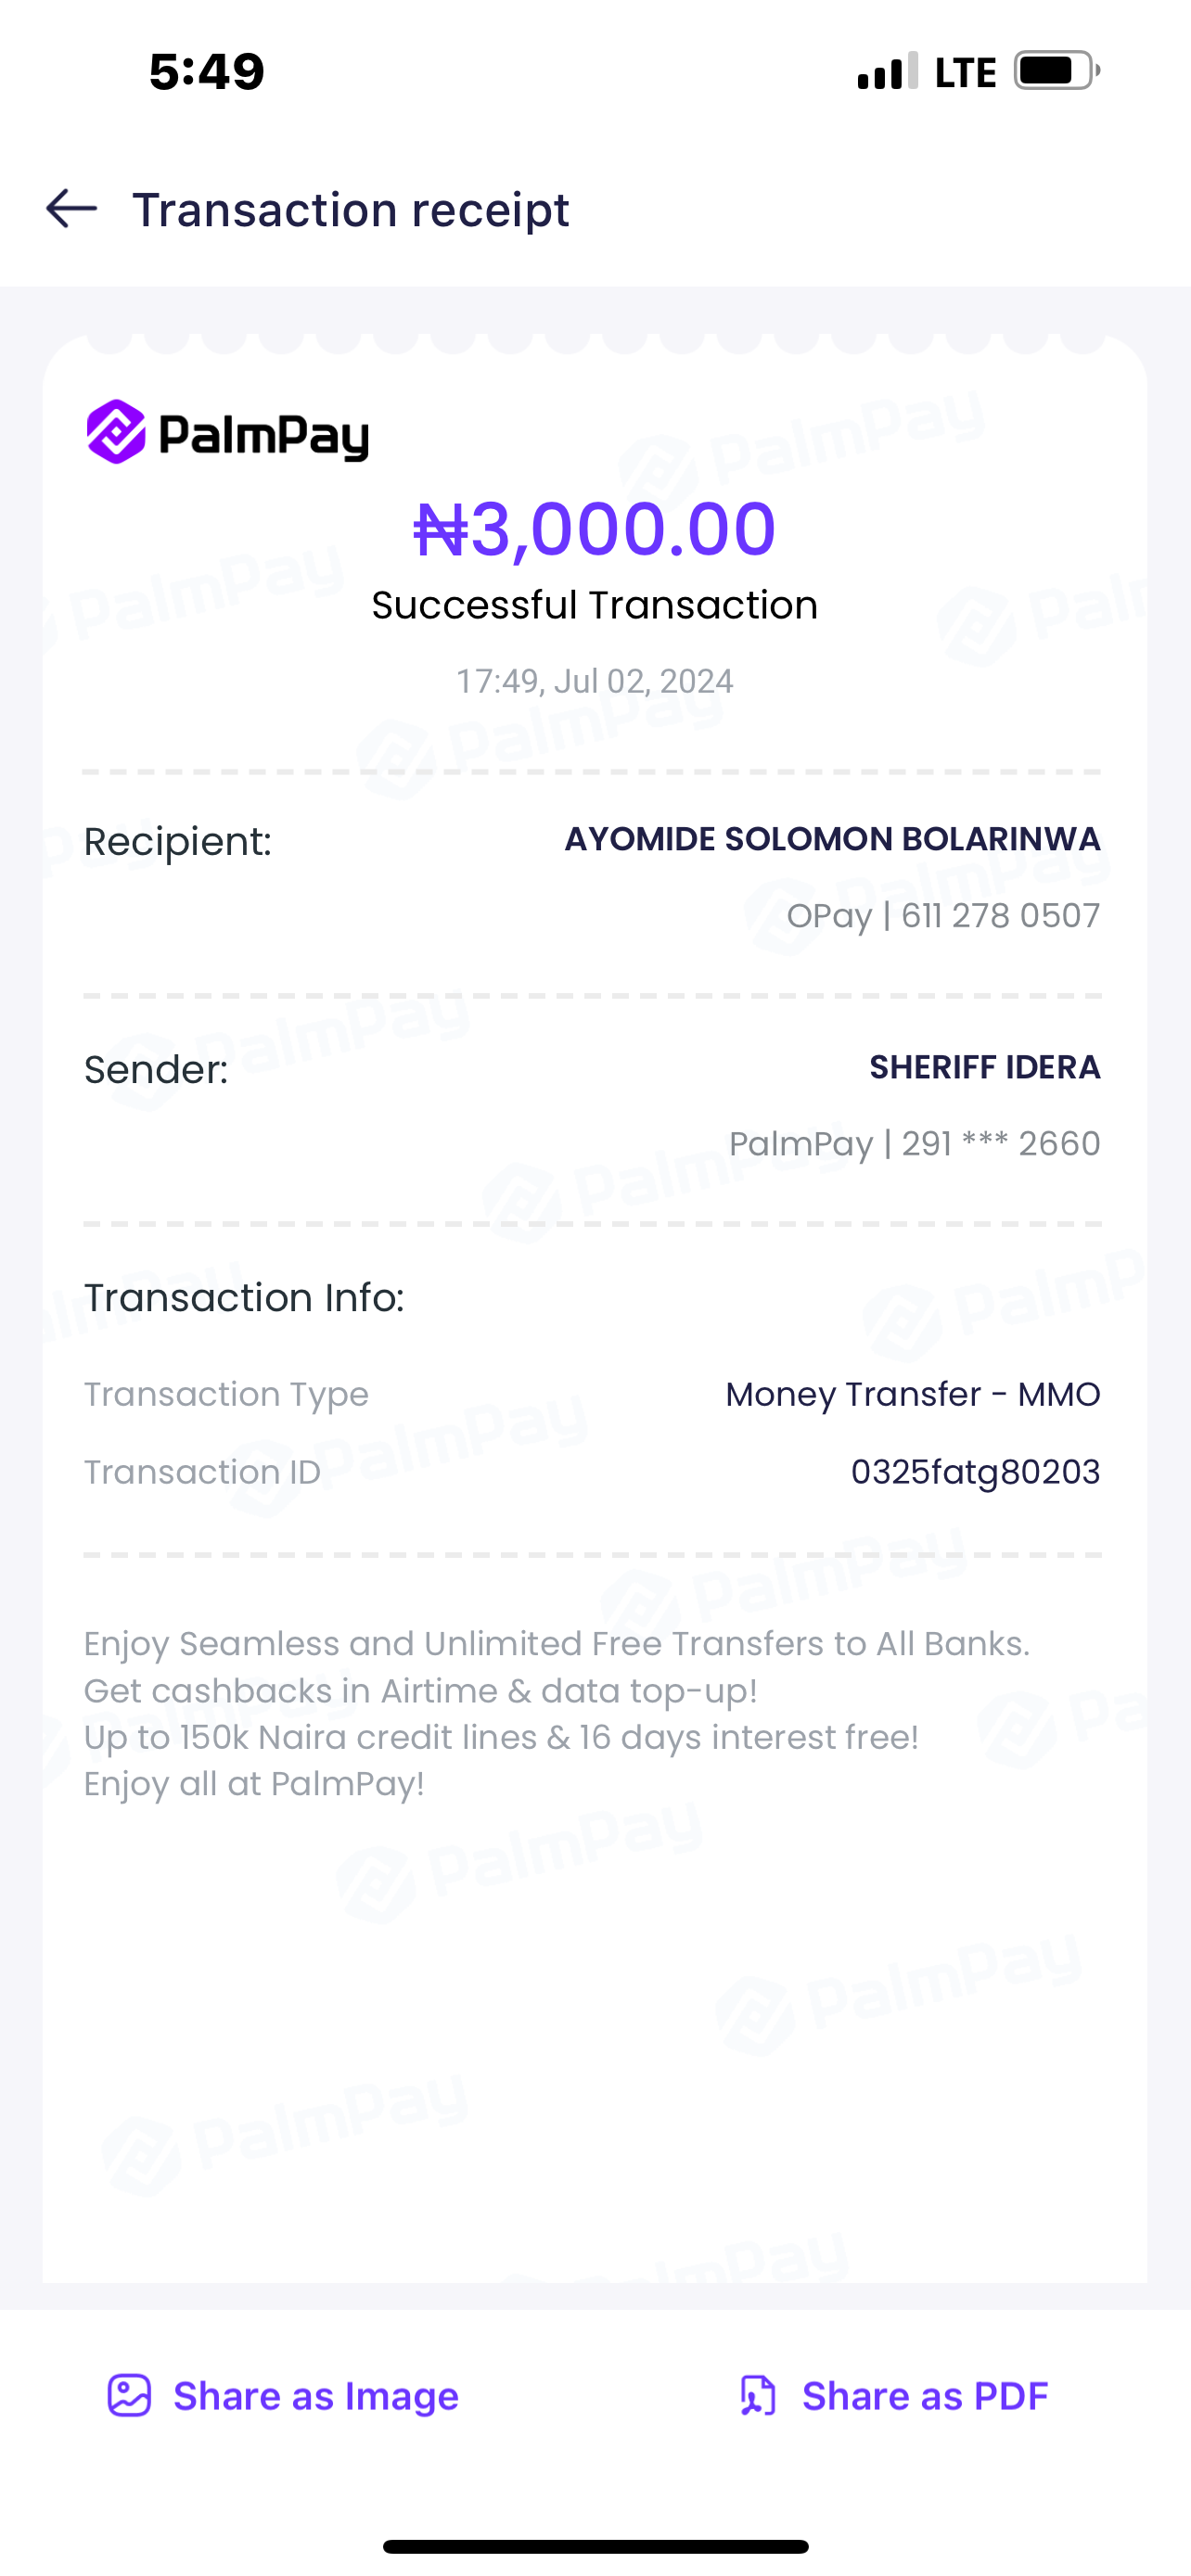 5:49 LTE
Transaction receipt
PalmPay
₦3,000.00
Successful Transaction
17:49, Jul 02, 2024
Recipient: AYOMIDE SOLOMON BOLARINWA
OPay | 611 278 0507
Sender: SHERIFF IDERA
PalmPay | 291 *** 2660
Transaction Info:
Transaction Type Money Transfer - MMO
Transaction ID 0325fatg80203
Enjoy Seamless and Unlimited Free Transfers to All Banks.
Get cashbacks in Airtime & data top-up!
Up to 150k Naira credit lines & 16 days interest free!
Enjoy all at PalmPay!
Share as Image Share as PDF